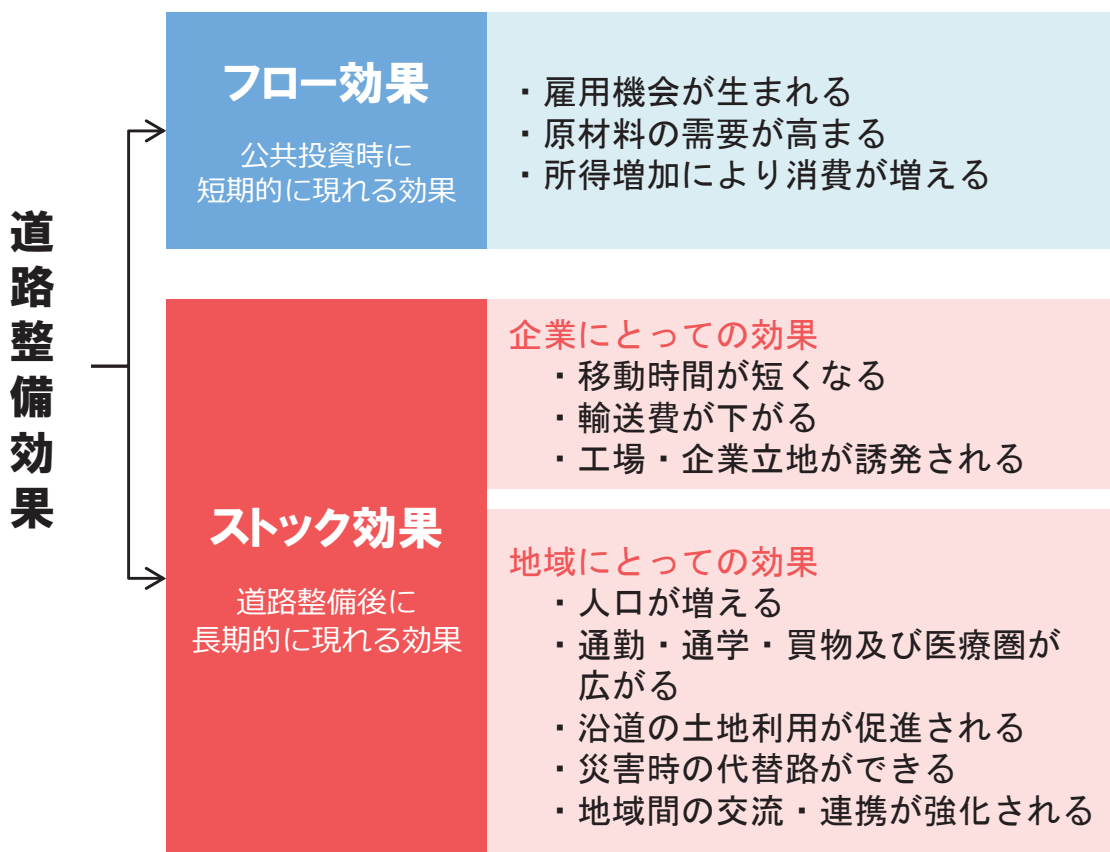 道路整備効果
フロー効果
公共投資時に
短期的に現れる効果
・雇用機会が生まれる
・原材料の需要が高まる
・所得増加により消費が増える
ストック効果
道路整備後に
長期的に現れる効果
企業にとっての効果
・移動時間が短くなる
・輸送費が下がる
・工場・企業立地が誘発される
地域にとっての効果
・人口が増える
・通勤・通学・買物及び医療圏が
広がる
・沿道の土地利用が促進される
・災害時の代替路ができる
・地域間の交流・連携が強化される